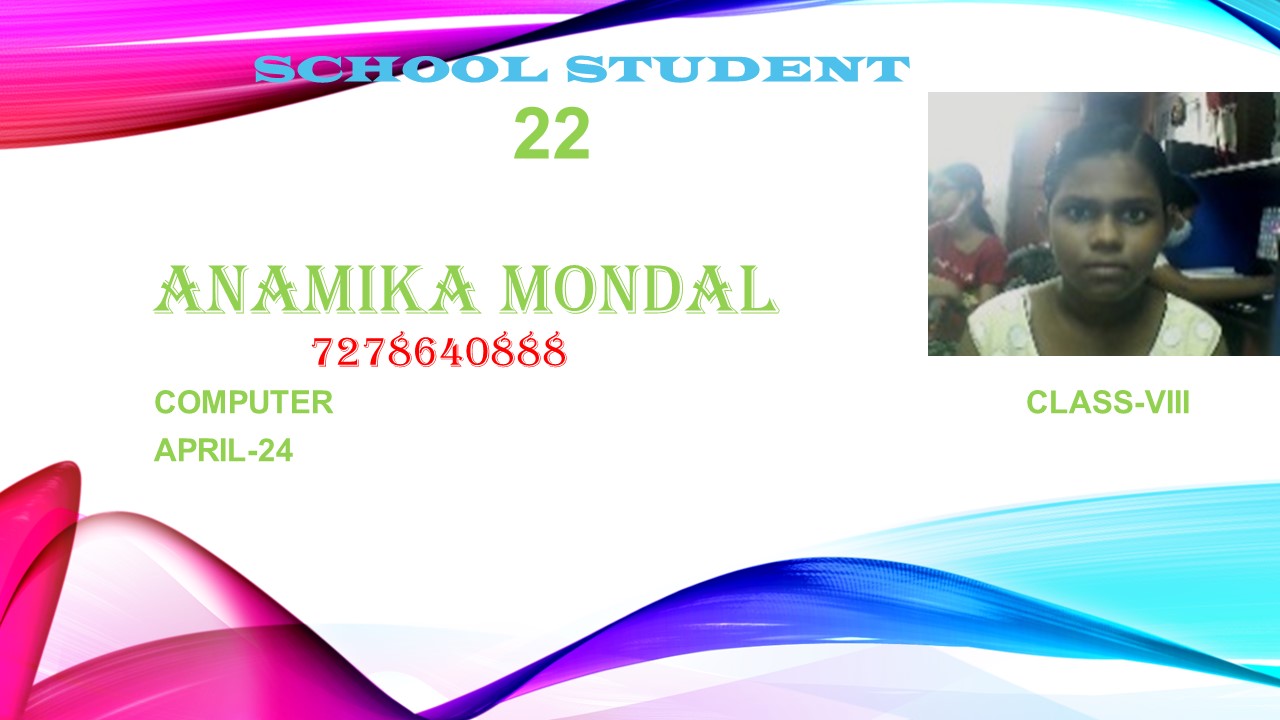 SCHOOL STUDENT
22
ANAMIKA MONDAL
7278640888
COMPUTER CLASS-VIII
APRIL-24